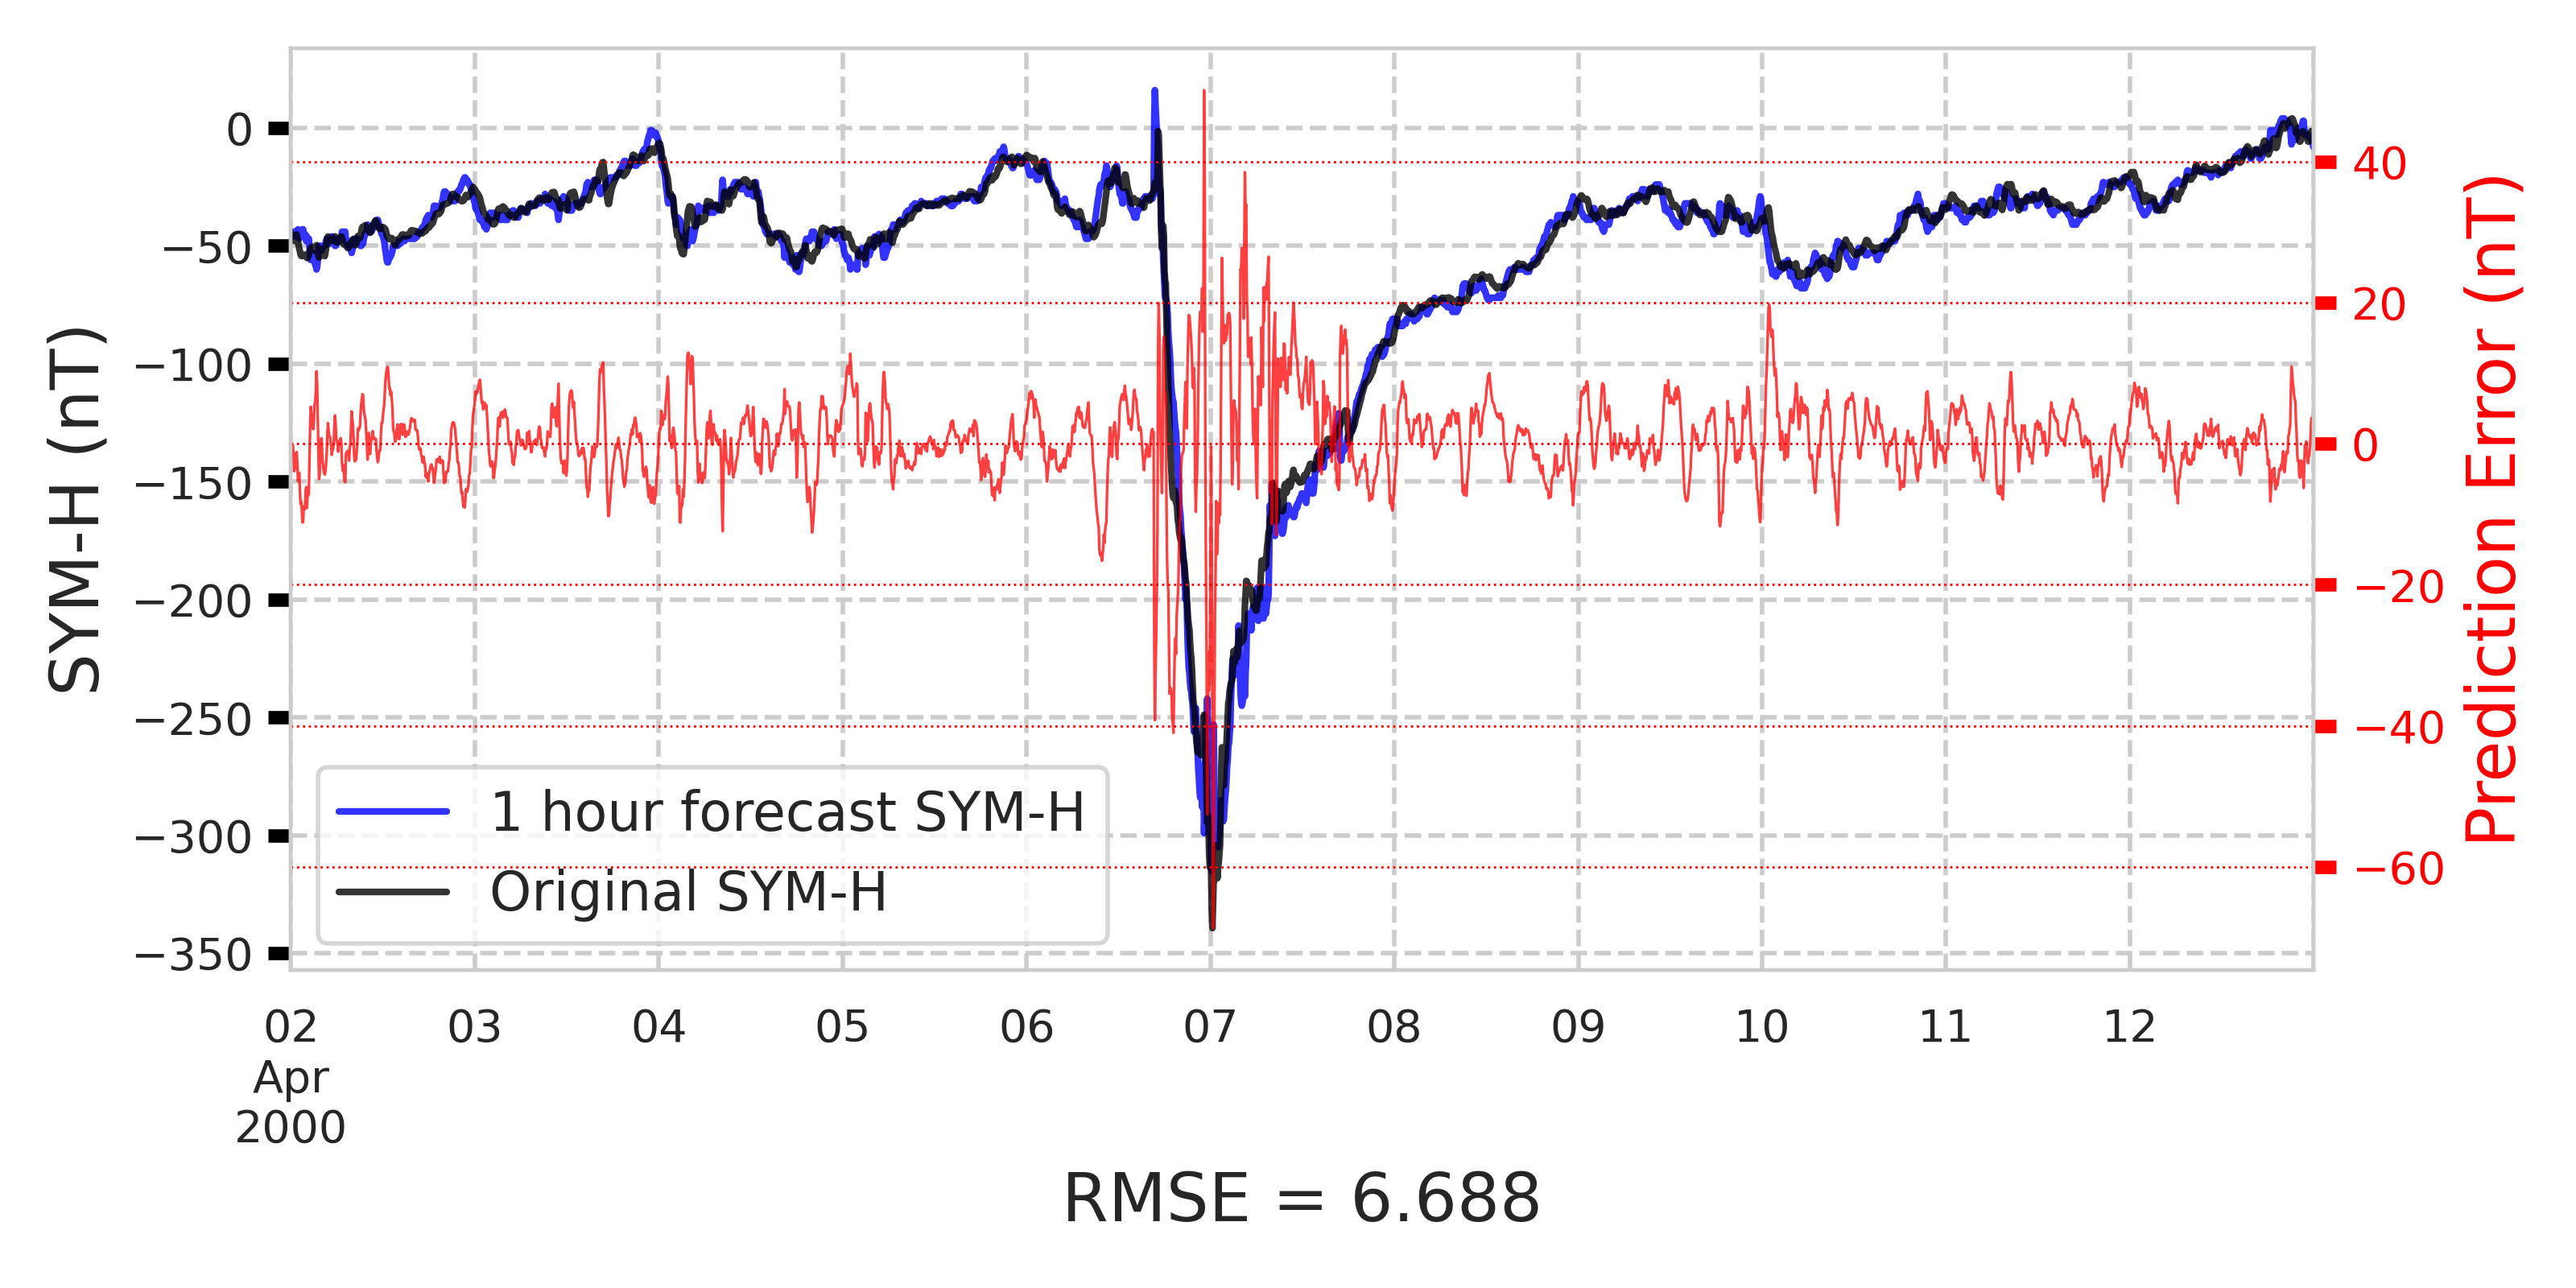 SYM-H (nT)
0
−50
−100
−150
−200
−250
−300
−350
1 hour forecast SYM-H
Original SYM-H
40
20
0
−20
−40
−60
Prediction Error (nT)
02 03 04 05 06 07 08 09 10 11 12
Apr
2000
RMSE = 6.688